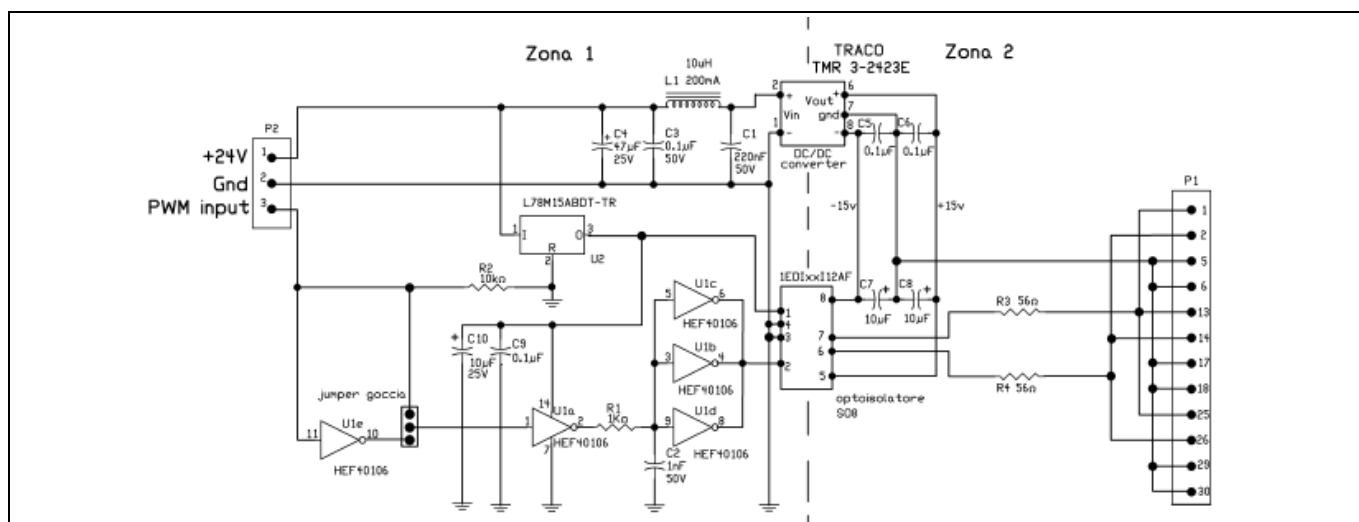 Zona 1
TRACO
TMR 3-2423E
Zona 2
10uH
L1 200mA
P2
+24V 1
Gnd 2
PWM input 3
C4
47µF
25V
C3
0.1µF
50V
C1
220nF
50V
2 + Vin 1 -
Vout + 6
gnd 7
- 8
DC/DC
converter
C5
0.1µF
C6
0.1µF
-15v
+15v
P1
1
2
5
6
13
14
17
18
25
26
29
30
L78M15ABDT-TR
1 I O 3
R
2
U2
R2
10kΩ
1EDIxxI12AF
1
4
3
2
8
7
6
5
C7
10µF
C8
10µF
R3 56Ω
R4 56Ω
optoisolatore
SO8
U1c
5 6
HEF40106
U1b
3 4
HEF40106
U1d
9 8
HEF40106
C10
10µF
25V
C9
0.1µF
jumper goccia
U1e
11 10
HEF40106
14
U1a
1 2
HEF40106
7
R1
1KΩ
C2
1nF
50V